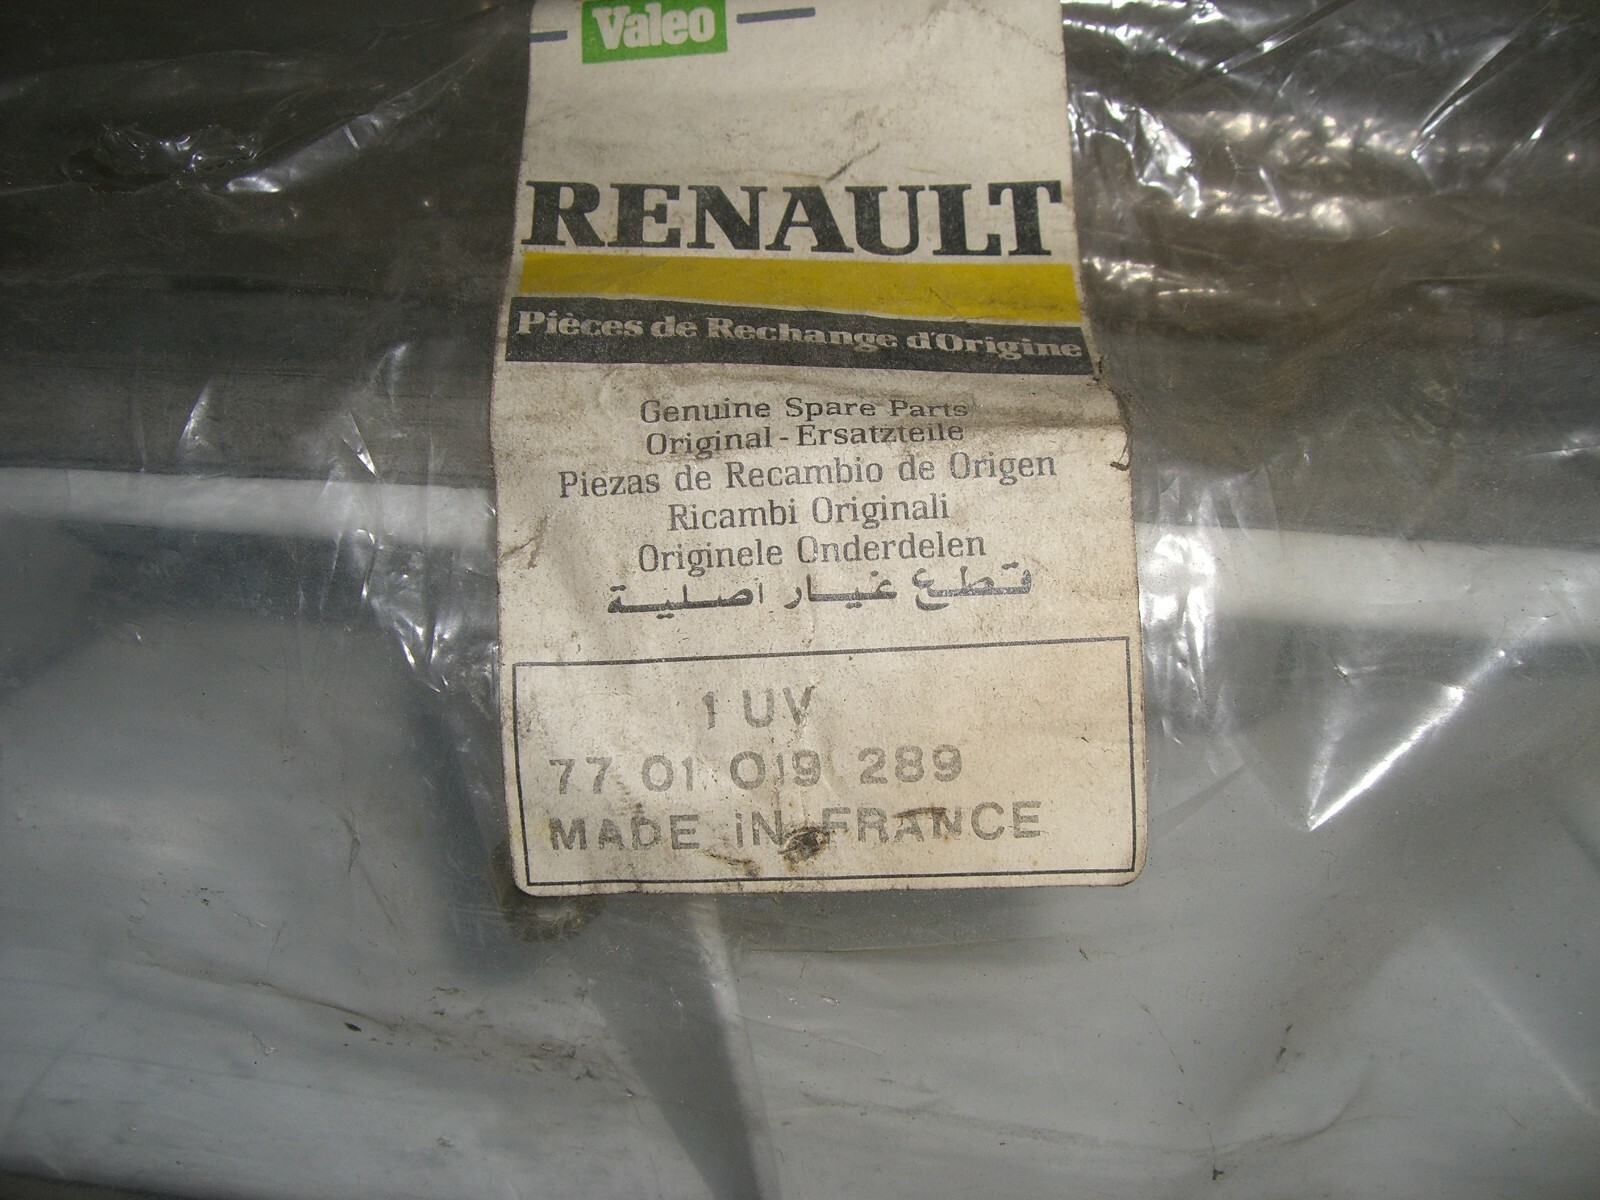 Valeo
RENAULT
Pièces de Rechange d'Origine
Genuine Spare Parts
Original - Ersatzteile
Piezas de Recambio de Origen
Ricambi Originali
Originele Onderdelen
قطع غيار اصلية
1 UV
77 01 019 289
MADE iN FRANCE